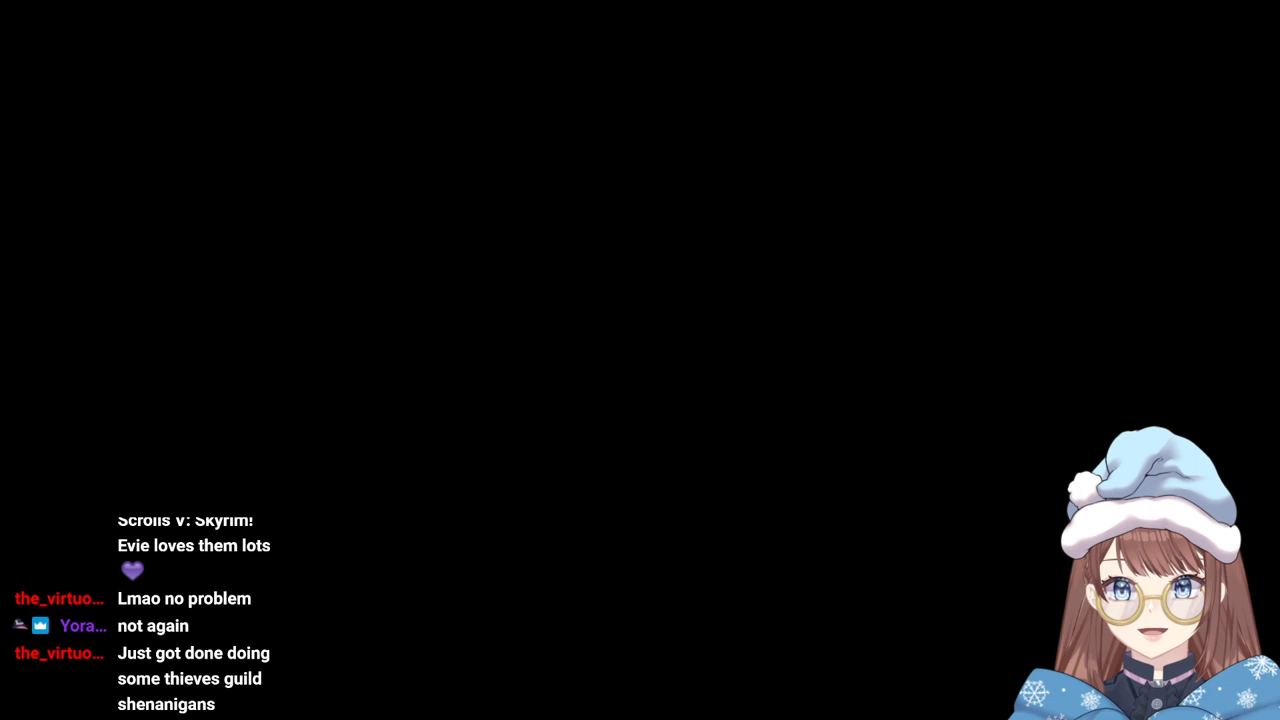 Scrolls V: Skyrim!
Evie loves them lots
the_virtuo... Lmao no problem
Yora... not again
the_virtuo... Just got done doing
some thieves guild
shenanigans